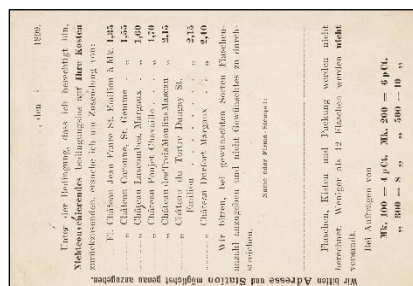 , den 1899.
Unter der Bedingung, dass ich berechtigt bin,
Nichtconvenierendes bedingungslos auf Ihre Kosten
zurückzusenden, ersuche ich um Zusendung von:
Fl. Château Jean Faure St. Emilion à Mk. 1,35
„ Château Caronne, St. Gemme „ 1,55
„ Château Lascombes, Margaux „ 1,60
„ Château Poujet, Chavaille „ 1,70
„ Château des Trois Moulins Macau „ 2,15
„ Château du Tertre Daugay St.
Emilion „ 2,15
„ Château Durfort Margaux „ 2,40
Wir bitten, bei gewünschten Sorten Flaschen-
anzahl anzugeben und nicht Gewünschtes zu durch-
streichen.
Name oder Firma-Stempel:
Flaschen, Kisten und Packung werden nicht
berechnet. Weniger als 12 Flaschen werden nicht
versandt.
Bei Aufträgen von
Mk. 100 = 4 pCt. Mk. 200 = 6 pCt.
„ 300 = 8 „ „ 500 = 10 „
Wir bitten Adresse und Station möglichst genau anzugeben.